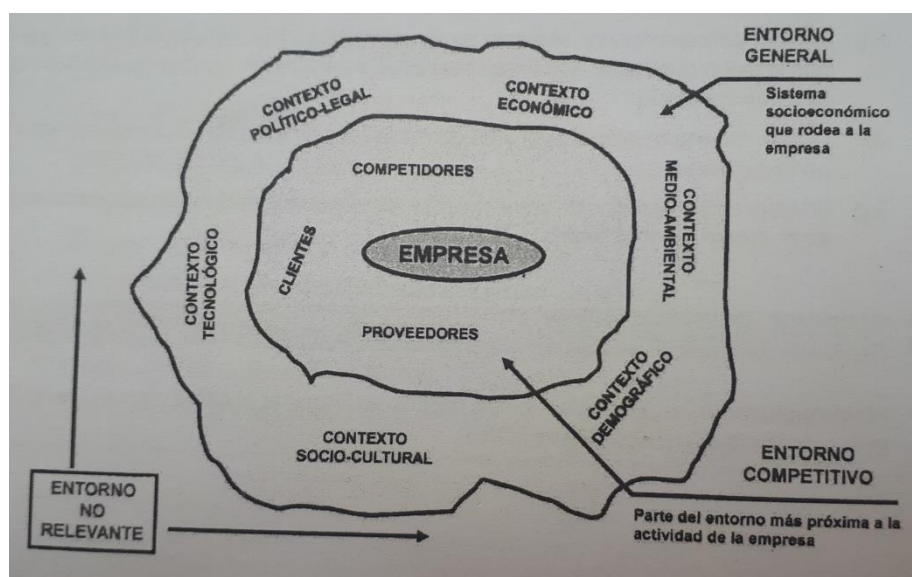 ENTORNO
GENERAL
Sistema
socioeconómico
que rodea a la
empresa
CONTEXTO
POLÍTICO-LEGAL
CONTEXTO
ECONÓMICO
COMPETIDORES
CONTEXTO
MEDIO-AMBIENTAL
CLIENTES
EMPRESA
CONTEXTO
TECNOLÓGICO
PROVEEDORES
CONTEXTO
DEMOGRÁFICO
CONTEXTO
SOCIO-CULTURAL
ENTORNO
COMPETITIVO
Parte del entorno más próxima a la
actividad de la empresa
ENTORNO
NO
RELEVANTE